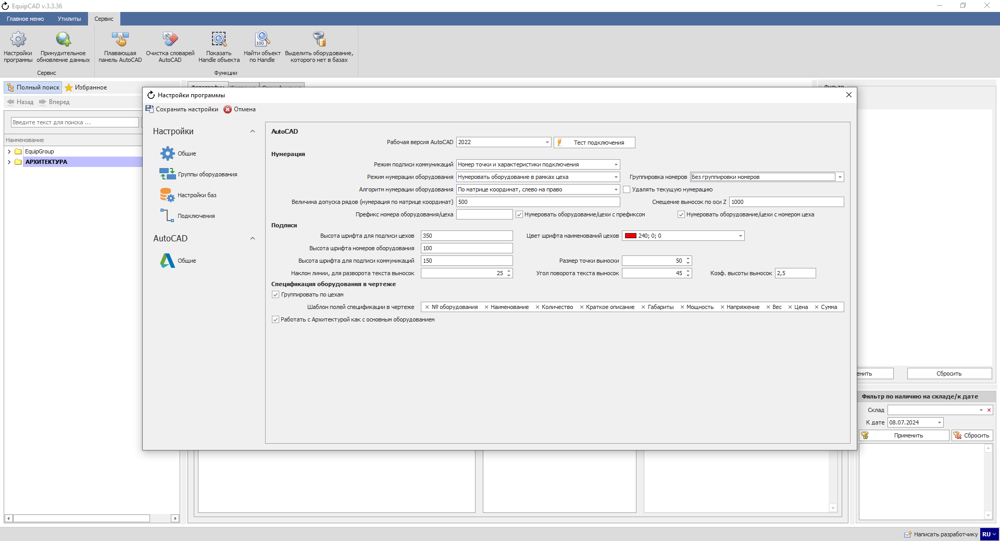 EquipCAD v.3.3.36
Главное меню
Утилиты
Сервис
Настройки программы
Принудительное обновление данных
Плавающая панель AutoCAD
Очистка словарей AutoCAD
Показать Handle объекта
Найти объект по Handle
Выделить оборудование, которого нет в базах
Сервис
Функции
Полный поиск
Избранное
Назад
Вперед
Введите текст для поиска ...
Наименование
EquipGroup
АРХИТЕКТУРА
Настройки программы
Сохранить настройки
Отмена
Настройки
Общие
Группы оборудования
Настройки баз
Подключения
AutoCAD
Общие
AutoCAD
Рабочая версия AutoCAD 2022 Тест подключения
Нумерация
Режим подписи коммуникаций Номер точки и характеристики подключения
Режим нумерации оборудования Нумеровать оборудование в рамках цеха Группировка номеров Без группировки номеров
Алгоритм нумерации оборудования По матрице координат, слево на право Удалять текущую нумерацию
Величина допуска рядов (нумерация по матрице координат) 500 Смещение выносок по оси Z 1000
Префикс номера оборудования/цеха Нумеровать оборудование/цехи с префиксом Нумеровать оборудование/цехи с номером цеха
Подписи
Высота шрифта для подписи цехов 350 Цвет шрифта наименований цехов 240; 0; 0
Высота шрифта номеров оборудования 100
Высота шрифта для подписи коммуникаций 150 Размер точки выноски 50
Наклон линии, для разворота текста выносок 25 Угол поворота текста выносок 45 Коэф. высоты выносок 2,5
Спецификация оборудования в чертеже
Группировать по цехам
Шаблон полей спецификации в чертеже № оборудования Наименование Количество Краткое описание Габариты Мощность Напряжение Вес Цена Сумма
Работать с Архитектурой как с основным оборудованием
Сбросить
Фильтр по наличию на складе/к дате
Склад
К дате 08.07.2024
Применить
Сбросить
Написать разработчику
RU